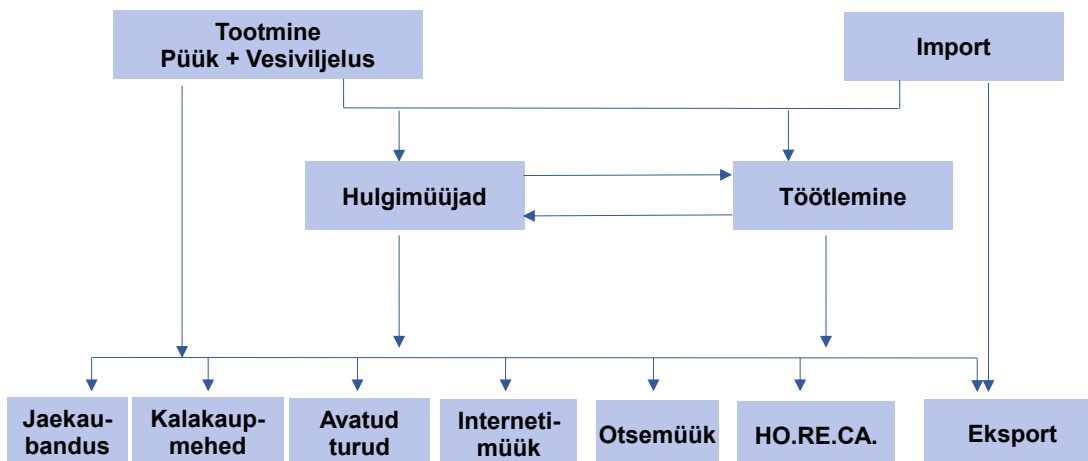 Tootmine
Püük + Vesiviljelus
Import
Hulgimüüjad
Töötlemine
Jaekau-
bandus
Kalakaup-
mehed
Avatud
turud
Interneti-
müük
Otsemüük
HO.RE.CA.
Eksport